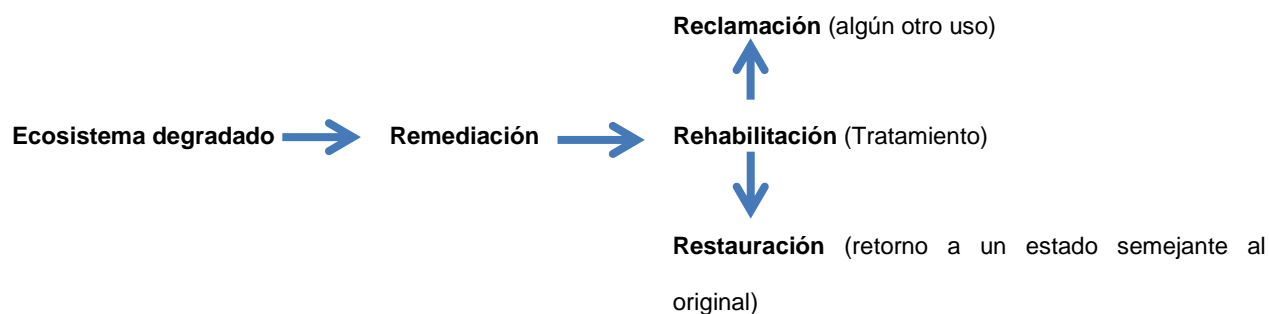 Reclamación (algún otro uso)
Ecosistema degradado Remediación Rehabilitación (Tratamiento)
Restauración (retorno a un estado semejante al
original)